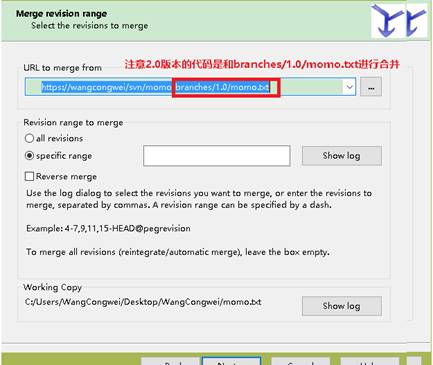 Merge revision range
Select the revisions to merge
注意2.0版本的代码是和branches/1.0/momo.txt进行合并
URL to merge from
https://wangcongwei/svn/momo/branches/1.0/momo.txt
...
Revision range to merge
all revisions
specific range
Show log
Reverse merge
Use the log dialog to select the revisions you want to merge, or enter the revisions to
merge, separated by commas. A revision range can be specified by a dash.
Example: 4-7,9,11,15-HEAD@pegrevision
To merge all revisions (reintegrate/automatic merge), leave the box empty.
Working Copy
C:/Users/WangCongwei/Desktop/WangCongwei/momo.txt
Show log